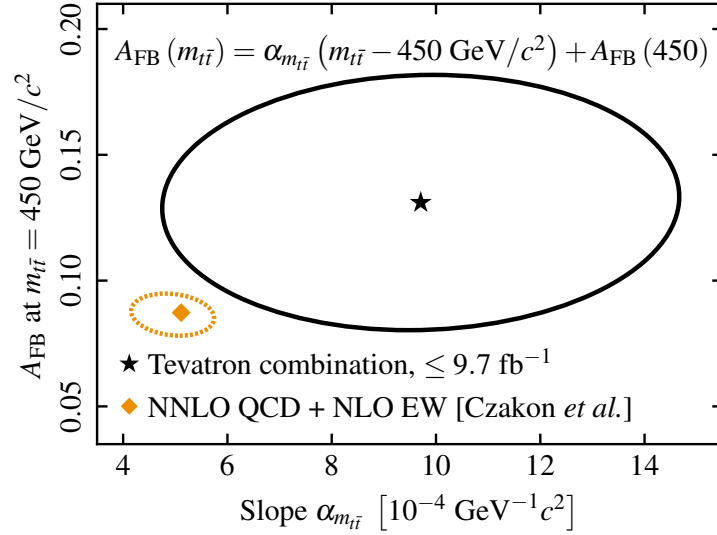 A_FB (m_tt̄) = α_m_tt̄ (m_tt̄ − 450 GeV/c²) + A_FB (450)
0.20
0.15
0.10
0.05
A_FB at m_tt̄ = 450 GeV/c²
★ Tevatron combination, ≤ 9.7 fb⁻¹
◆ NNLO QCD + NLO EW [Czakon et al.]
4 6 8 10 12 14
Slope α_m_tt̄ [10⁻⁴ GeV⁻¹c²]